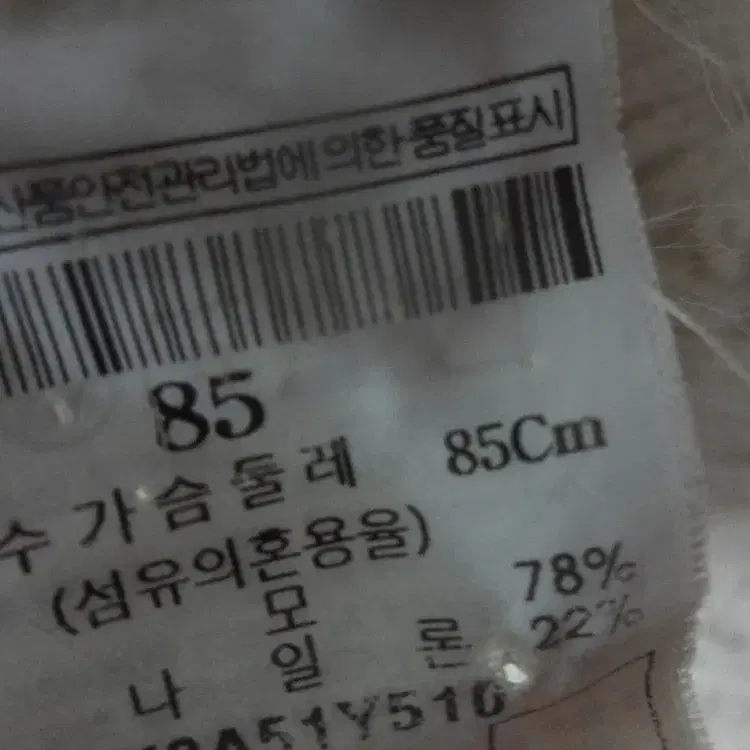 산품안전관리법에 의한 품질표시
85
수 가슴둘레 85Cm
(섬유의혼용율)
모 78%
나 일 론 22%
A51Y510